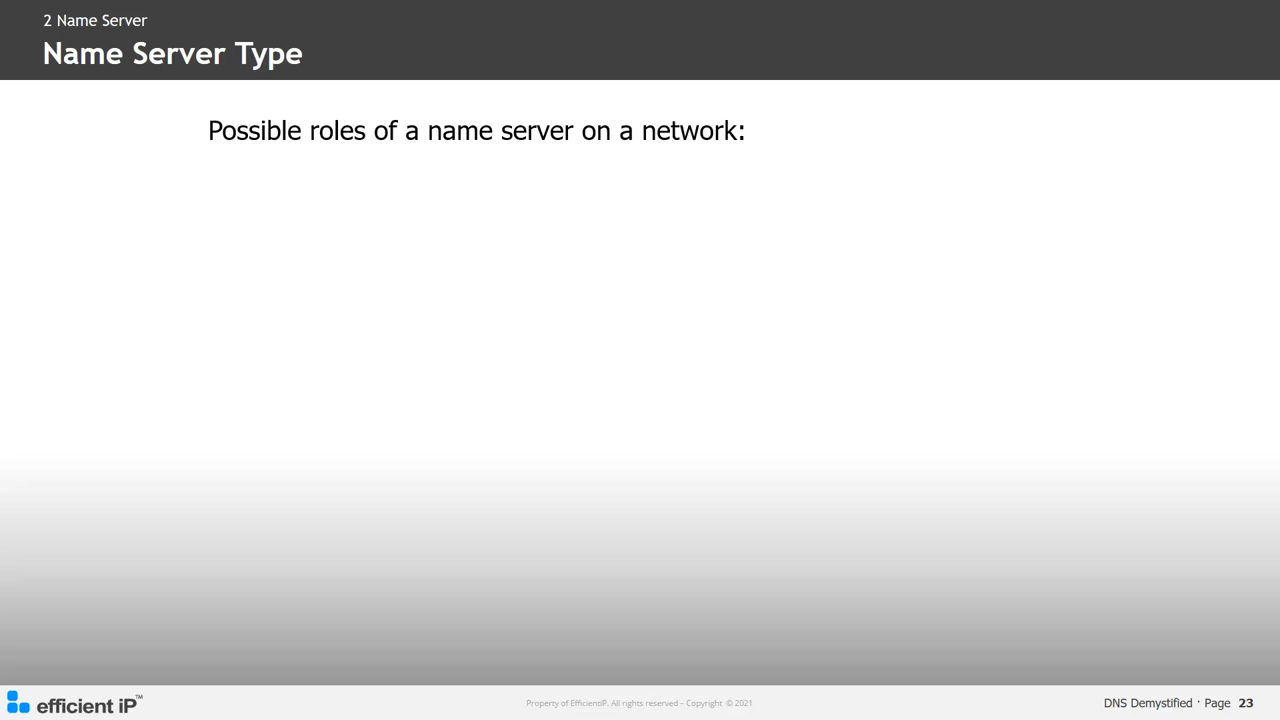 2 Name Server
Name Server Type
Possible roles of a name server on a network:
efficient iP™
Property of EfficientiP. All rights reserved – Copyright © 2021
DNS Demystified · Page 23